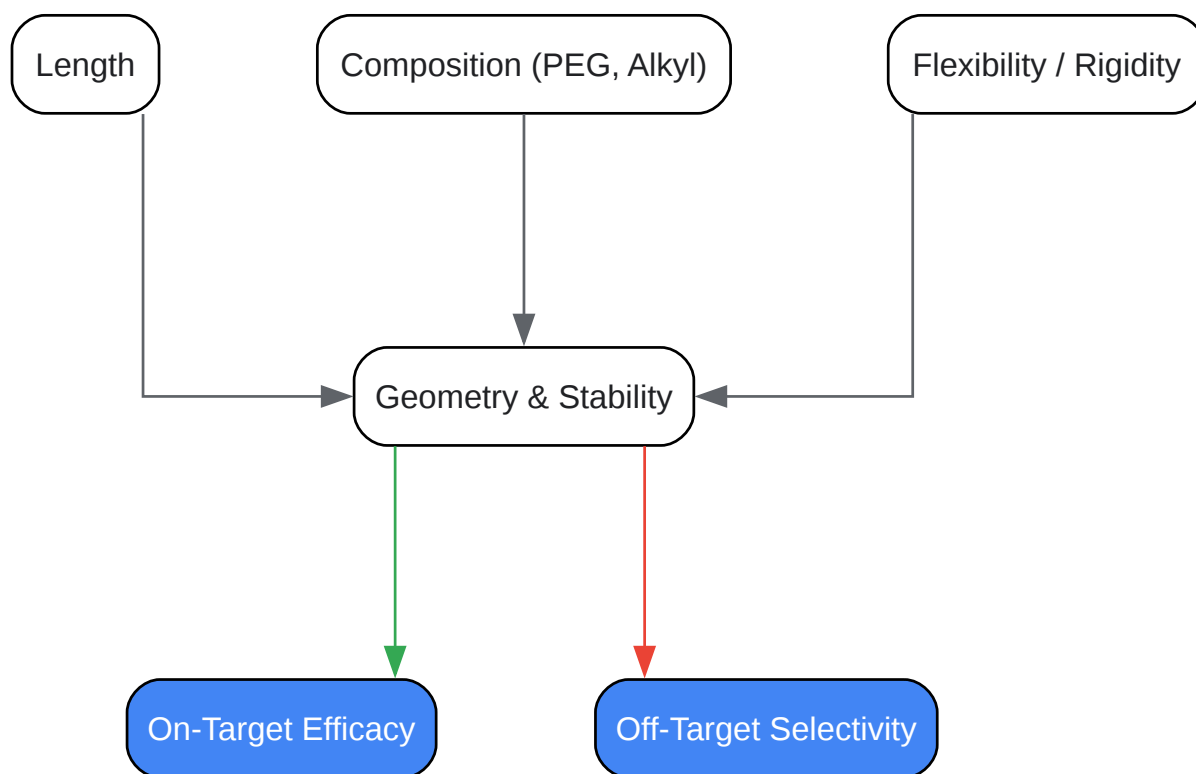 Length
Composition (PEG, Alkyl)
Flexibility / Rigidity
Geometry & Stability
On-Target Efficacy
Off-Target Selectivity